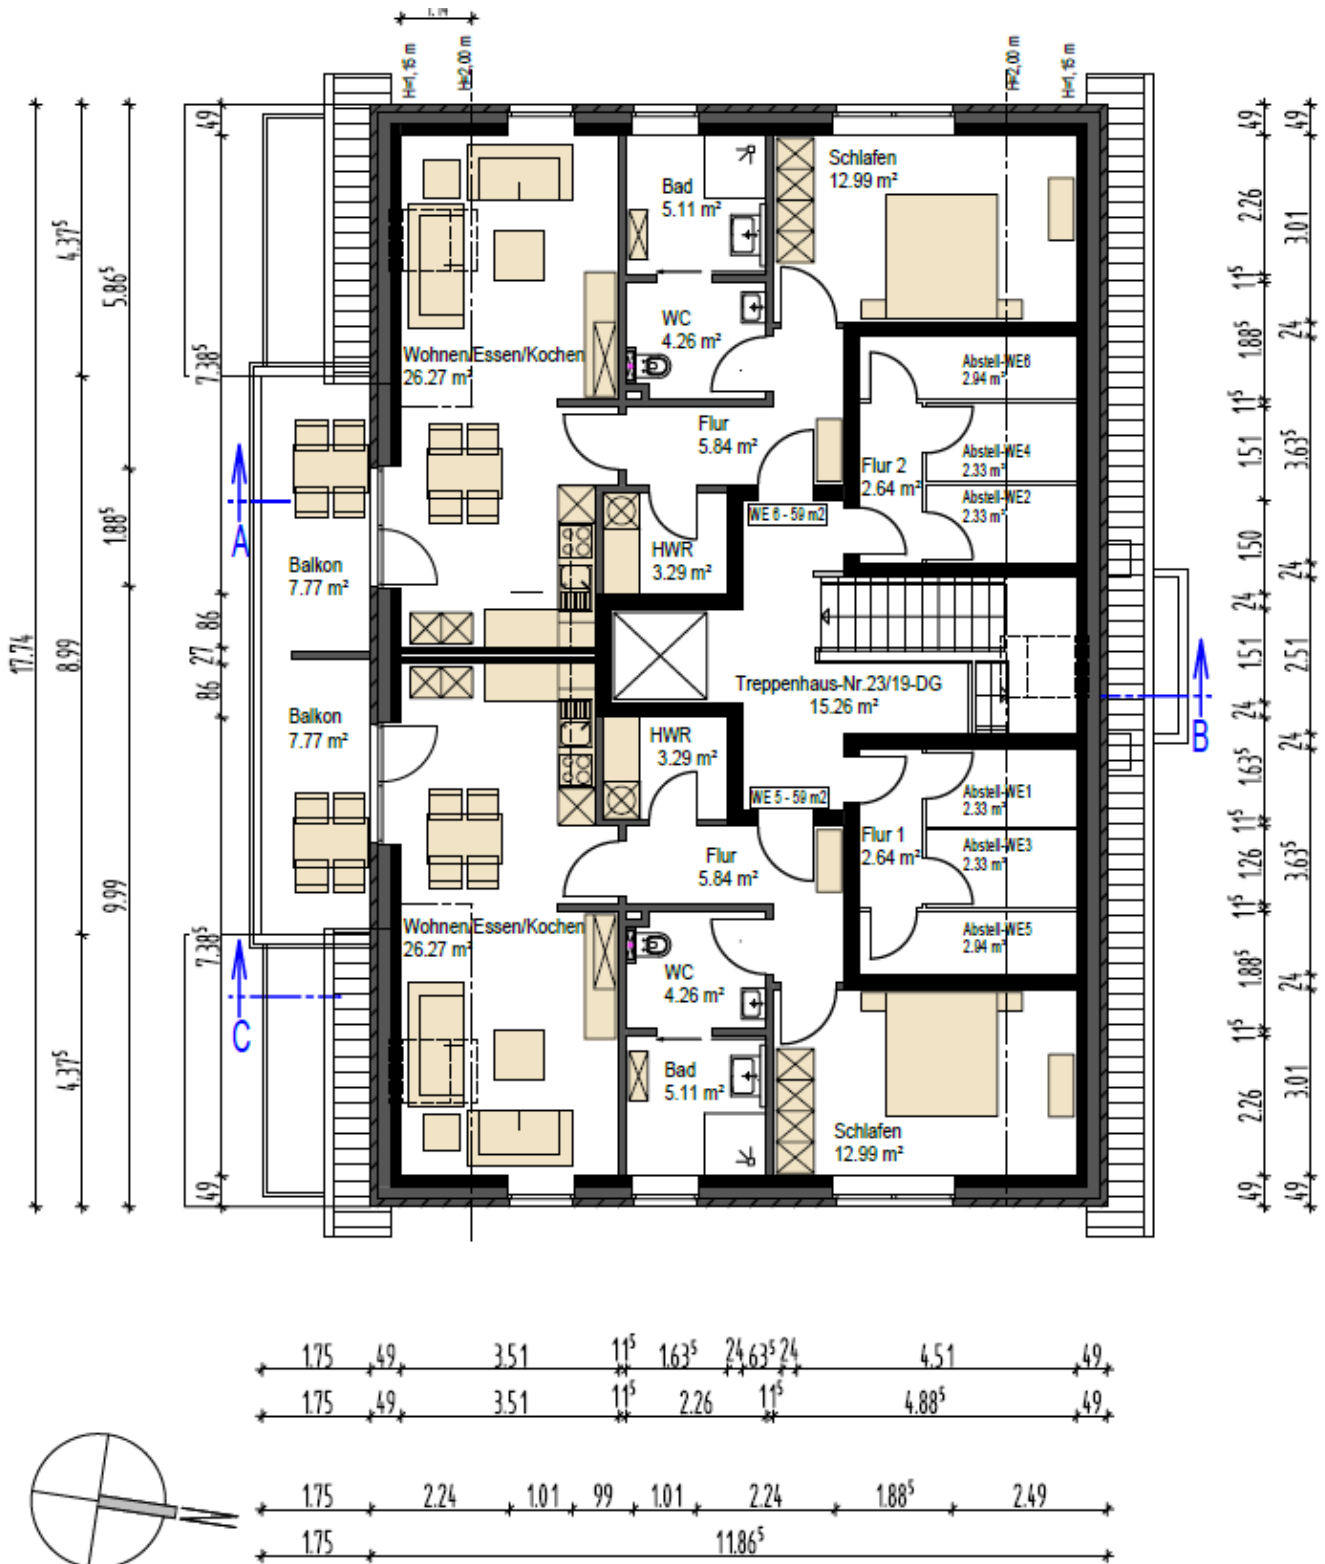 1.14
H=1,15 m
H=2,00 m
H=2,00 m
H=1,15 m
49
49
49
17.74
4.37⁵
8.99
4.37⁵
5.86⁵
1.88⁵
9.99
7.38⁵
86
27
86
7.38⁵
49
Schlafen
12.99 m²
Bad
5.11 m²
WC
4.26 m²
Wohnen/Essen/Kochen
26.27 m²
Abstell-WE6
2.94 m²
Flur
5.84 m²
Flur 2
2.64 m²
Abstell-WE4
2.33 m²
Abstell-WE2
2.33 m²
WE 6 - 59 m2
A
HWR
3.29 m²
Balkon
7.77 m²
Treppenhaus-Nr.23/19-DG
15.26 m²
Balkon
7.77 m²
B
HWR
3.29 m²
WE 5 - 59 m2
Abstell-WE1
2.33 m²
Flur 1
2.64 m²
Abstell-WE3
2.33 m²
Flur
5.84 m²
Wohnen/Essen/Kochen
26.27 m²
Abstell-WE5
2.94 m²
WC
4.26 m²
C
Bad
5.11 m²
Schlafen
12.99 m²
2.26
11⁵
1.88⁵
11⁵
1.51
1.50
24
1.51
24
1.63⁵
11⁵
1.26
11⁵
1.88⁵
11⁵
2.26
49
3.01
24
3.63⁵
24
2.51
24
3.63⁵
24
3.01
49
1.75 49 3.51 11⁵ 1.63⁵ 24 63⁵ 24 4.51 49
1.75 49 3.51 11⁵ 2.26 11⁵ 4.88⁵ 49
1.75 2.24 1.01 99 1.01 2.24 1.88⁵ 2.49
1.75 11.86⁵
N